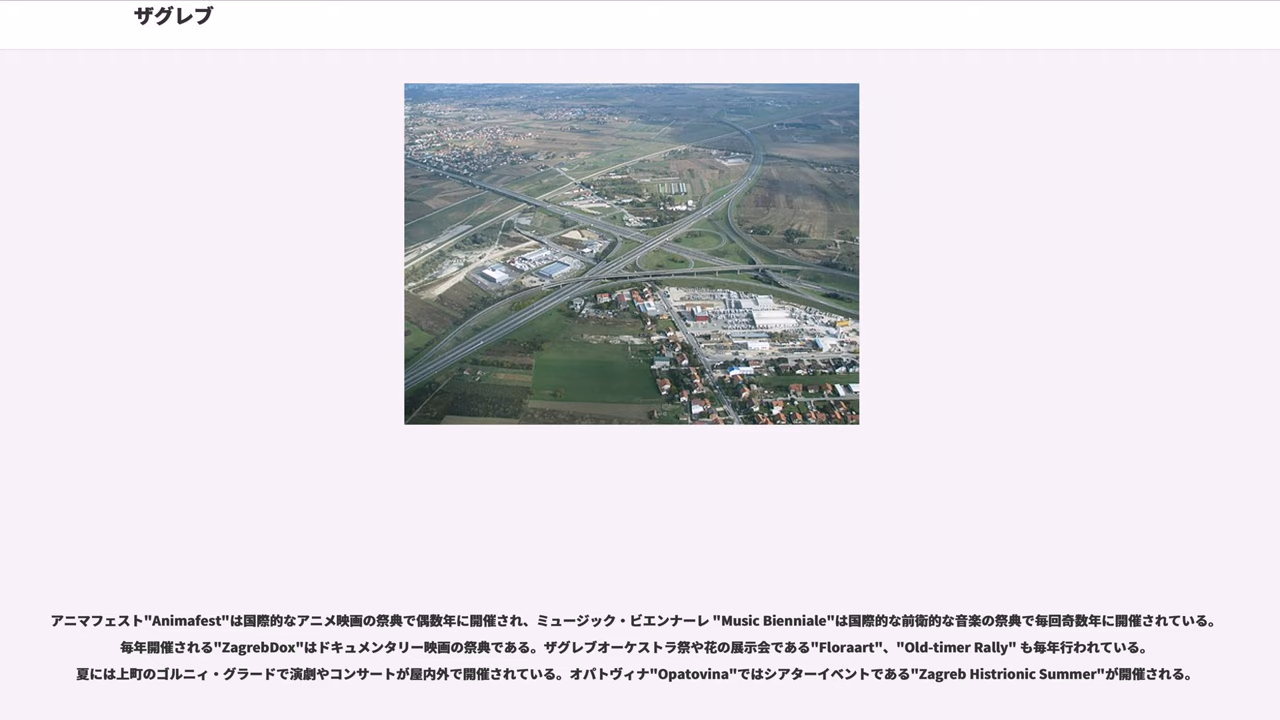 ザグレブ
アニマフェスト"Animafest"は国際的なアニメ映画の祭典で偶数年に開催され、ミュージック・ビエンナーレ "Music Bienniale"は国際的な前衛的な音楽の祭典で毎回奇数年に開催されている。
毎年開催される"ZagrebDox"はドキュメンタリー映画の祭典である。ザグレブオーケストラ祭や花の展示会である"Floraart"、"Old-timer Rally" も毎年行われている。
夏には上町のゴルニィ・グラードで演劇やコンサートが屋内外で開催されている。オパトヴィナ"Opatovina"ではシアターイベントである"Zagreb Histrionic Summer"が開催される。